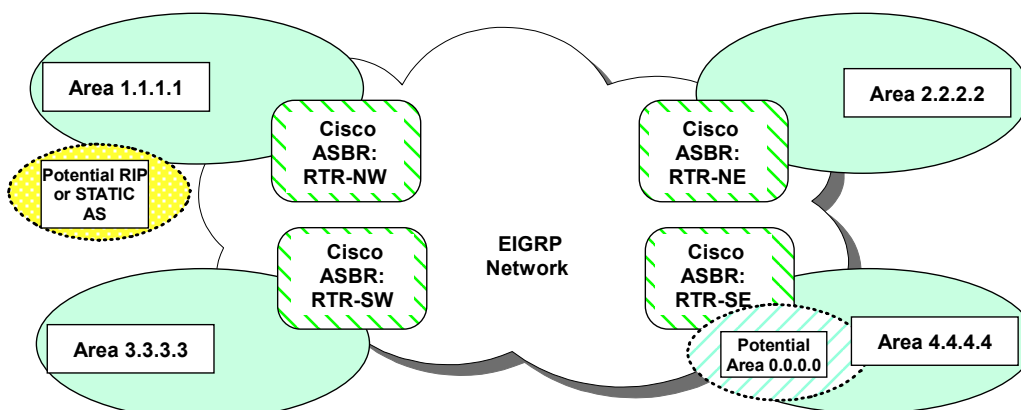 Area 1.1.1.1
Area 2.2.2.2
Cisco
ASBR:
RTR-NW
Cisco
ASBR:
RTR-NE
Potential RIP
or STATIC
AS
EIGRP
Network
Cisco
ASBR:
RTR-SW
Cisco
ASBR:
RTR-SE
Area 3.3.3.3
Potential
Area 0.0.0.0
Area 4.4.4.4